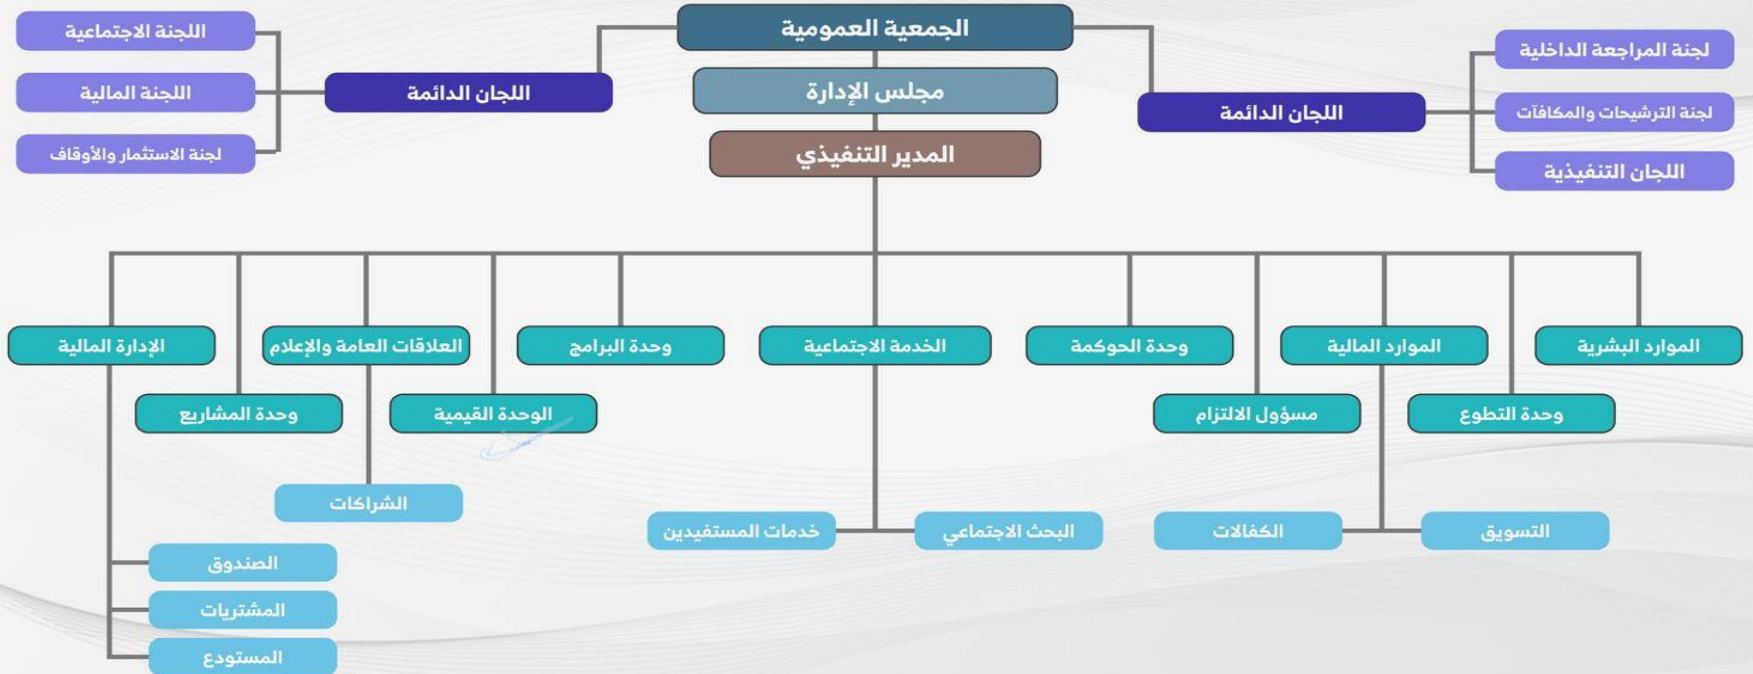 الجمعية العمومية
مجلس الإدارة
المدير التنفيذي
اللجان الدائمة
لجنة المراجعة الداخلية
لجنة الترشيحات والمكافآت
اللجان التنفيذية
اللجان الدائمة
اللجنة الاجتماعية
اللجنة المالية
لجنة الاستثمار والأوقاف
الموارد البشرية
الموارد المالية
وحدة الحوكمة
الخدمة الاجتماعية
وحدة البرامج
العلاقات العامة والإعلام
الإدارة المالية
وحدة التطوع
مسؤول الالتزام
الوحدة القيمية
وحدة المشاريع
التسويق
الكفالات
البحث الاجتماعي
خدمات المستفيدين
الشراكات
الصندوق
المشتريات
المستودع